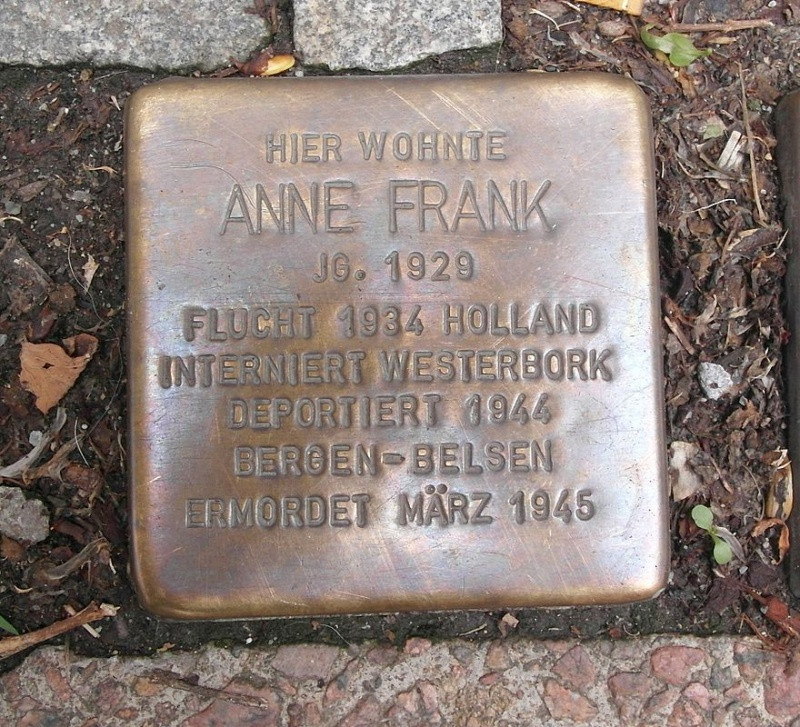 HIER WOHNTE
ANNE FRANK
JG. 1929
FLUCHT 1934 HOLLAND
INTERNIERT WESTERBORK
DEPORTIERT 1944
BERGEN-BELSEN
ERMORDET MÄRZ 1945